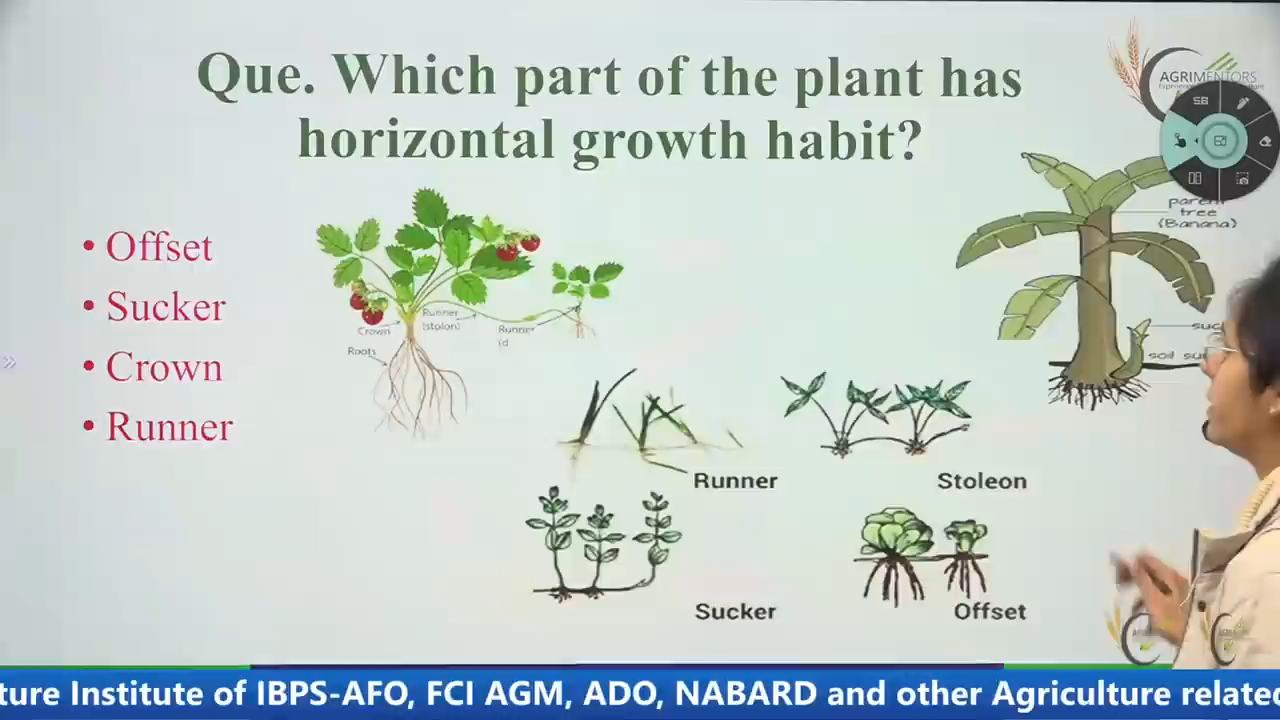 Que. Which part of the plant has
horizontal growth habit?
AGRIMENTORS
• Offset
• Sucker
• Crown
• Runner
Crown
Runner
(stolon)
Runner
Roots
parent
tree
(Banana)
soil
Runner
Stoleon
Sucker
Offset
ture Institute of IBPS-AFO, FCI AGM, ADO, NABARD and other Agriculture related